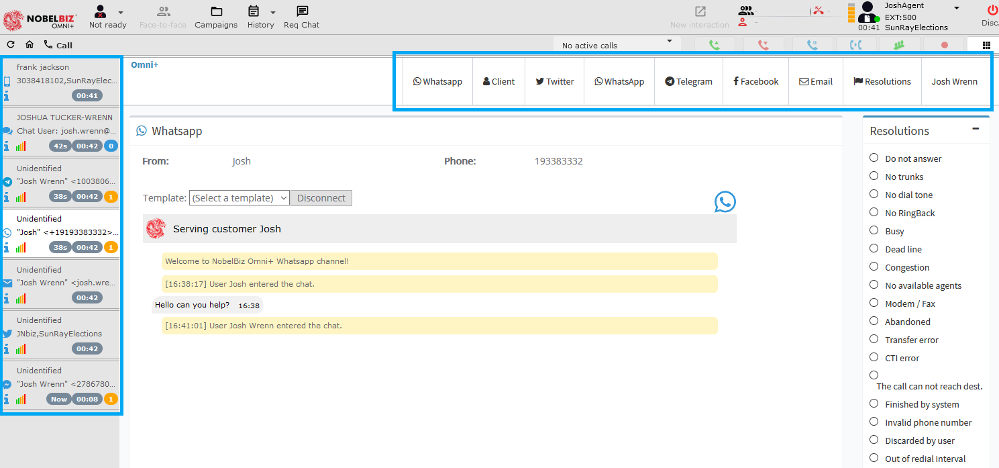 NOBELBIZ OMNI+
Not ready
Face-to-face
Campaigns
History
Req Chat
New interaction
- - -
JoshAgent
EXT:500
00:41 SunRayElections
Disc.
Call
No active calls
frank jackson
3038418102,SunRayElec...
00:41
JOSHUA TUCKER-WRENN
Chat User: josh.wrenn@...
42s 00:42 0
Unidentified
"Josh Wrenn" <1003806...
38s 00:42 1
Unidentified
"Josh" <+19193383332>...
38s 00:42 1
Unidentified
"Josh Wrenn" <josh.wre...
00:42
Unidentified
JNbiz,SunRayElections
00:42
Unidentified
"Josh Wrenn" <2786780...
Now 00:08 1
Omni+
Whatsapp
Client
Twitter
WhatsApp
Telegram
Facebook
Email
Resolutions
Josh Wrenn
Whatsapp
From: Josh Phone: 193383332
Template: (Select a template) Disconnect
Serving customer Josh
Welcome to NobelBiz Omni+ Whatsapp channel!
[16:38:17] User Josh entered the chat.
Hello can you help? 16:38
[16:41:01] User Josh Wrenn entered the chat.
Resolutions
Do not answer
No trunks
No dial tone
No RingBack
Busy
Dead line
Congestion
No available agents
Modem / Fax
Abandoned
Transfer error
CTI error
The call can not reach dest.
Finished by system
Invalid phone number
Discarded by user
Out of redial interval